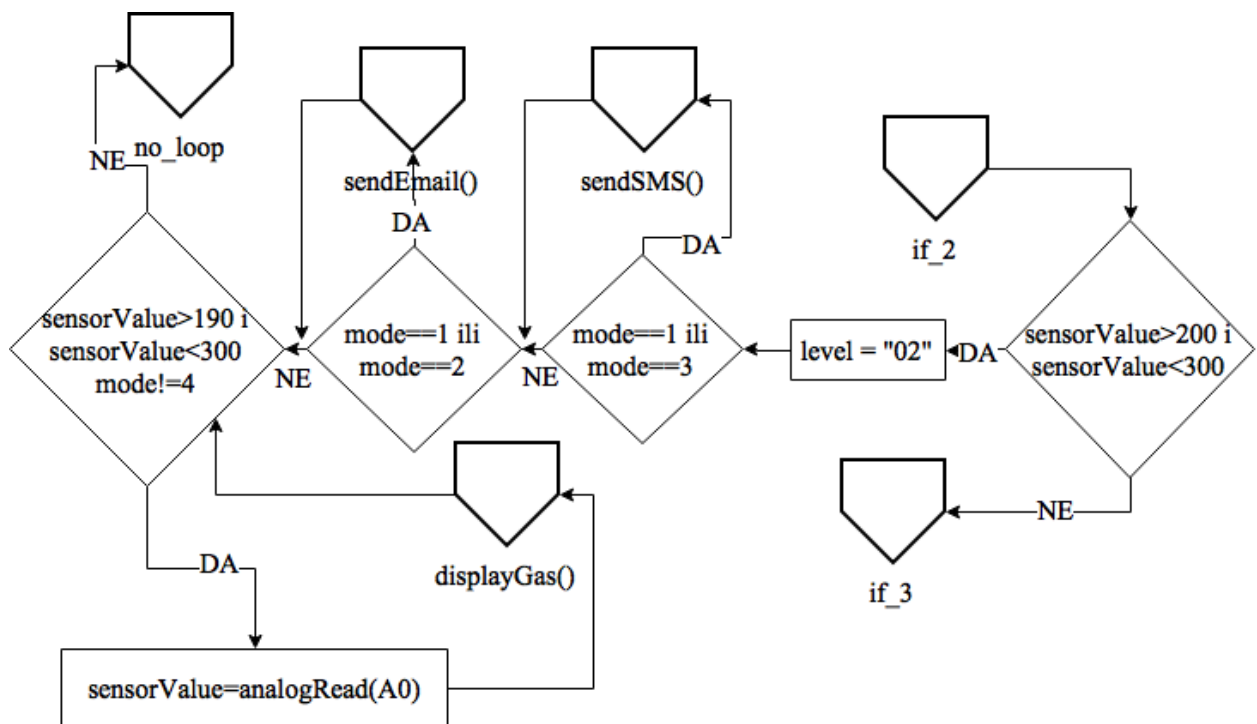 no_loop
NE
sendEmail()
DA
sendSMS()
DA
if_2
sensorValue>190 i
sensorValue<300
mode!=4
NE
mode==1 ili
mode==2
NE
mode==1 ili
mode==3
level = "02"
DA
sensorValue>200 i
sensorValue<300
NE
if_3
displayGas()
DA
sensorValue=analogRead(A0)